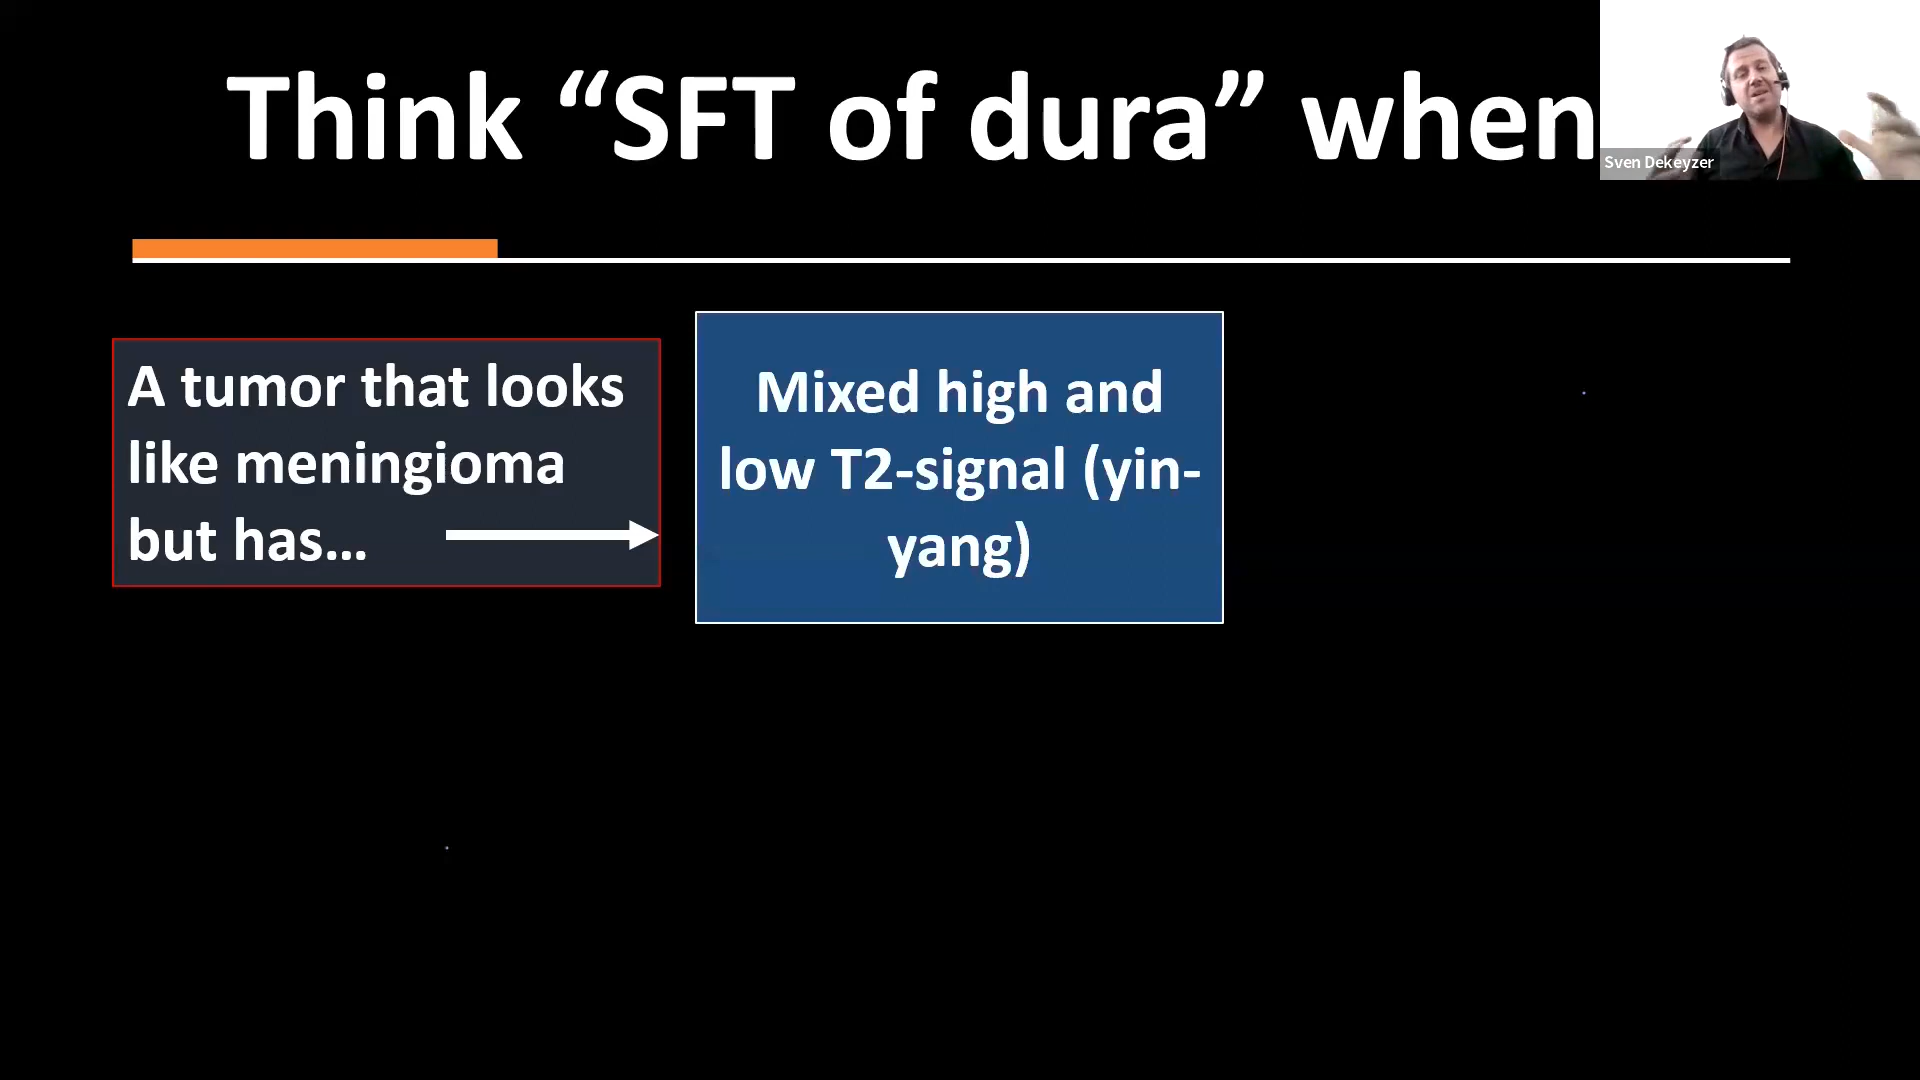 Think “SFT of dura” when
Sven Dekeyzer
A tumor that looks
like meningioma
but has...
Mixed high and
low T2-signal (yin-
yang)